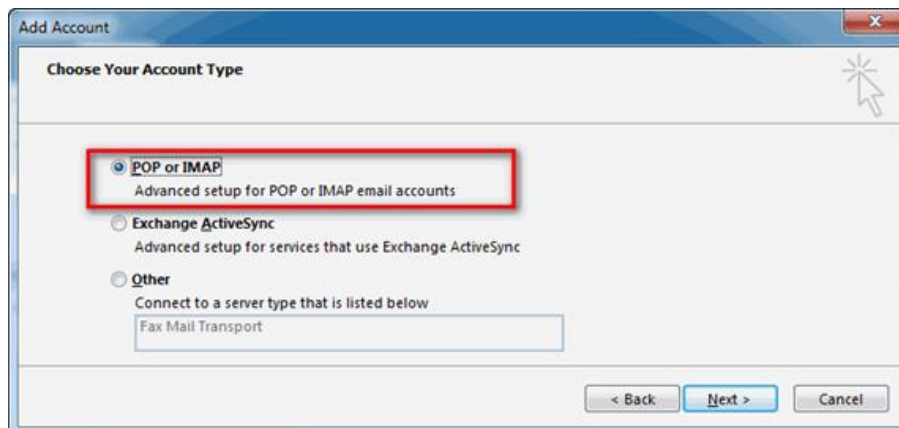 Add Account
Choose Your Account Type
POP or IMAP
Advanced setup for POP or IMAP email accounts
Exchange ActiveSync
Advanced setup for services that use Exchange ActiveSync
Other
Connect to a server type that is listed below
Fax Mail Transport
< Back Next > Cancel